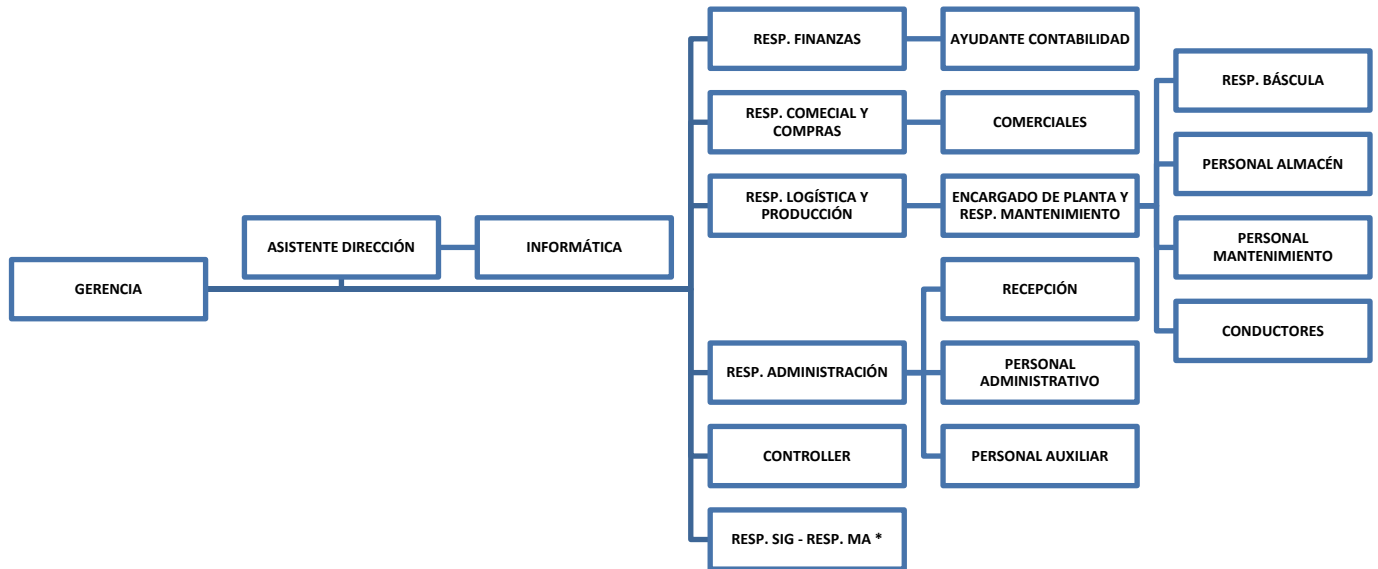 GERENCIA
ASISTENTE DIRECCIÓN
INFORMÁTICA
RESP. FINANZAS
AYUDANTE CONTABILIDAD
RESP. COMECIAL Y
COMPRAS
COMERCIALES
RESP. LOGÍSTICA Y
PRODUCCIÓN
ENCARGADO DE PLANTA Y
RESP. MANTENIMIENTO
RESP. BÁSCULA
PERSONAL ALMACÉN
PERSONAL
MANTENIMIENTO
CONDUCTORES
RESP. ADMINISTRACIÓN
RECEPCIÓN
PERSONAL
ADMINISTRATIVO
PERSONAL AUXILIAR
CONTROLLER
RESP. SIG - RESP. MA *